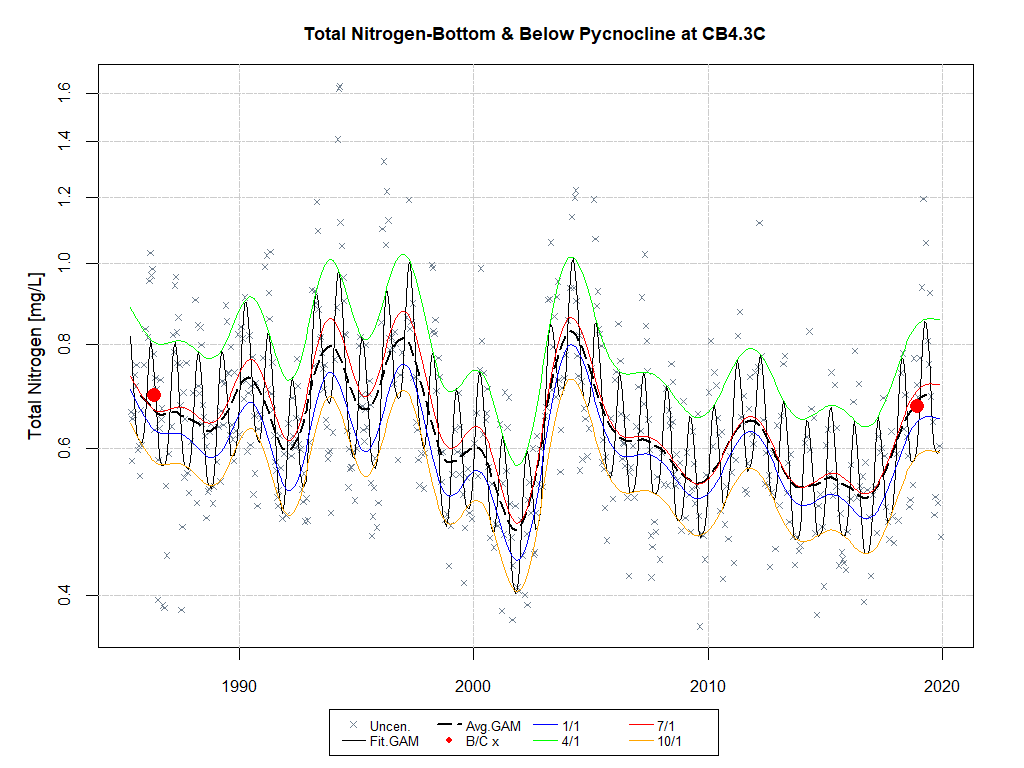 Total Nitrogen-Bottom & Below Pycnocline at CB4.3C
Total Nitrogen [mg/L]
1.6
1.4
1.2
1.0
0.8
0.6
0.4
1990 2000 2010 2020
Uncen. Avg.GAM 1/1 7/1
Fit.GAM B/C x 4/1 10/1